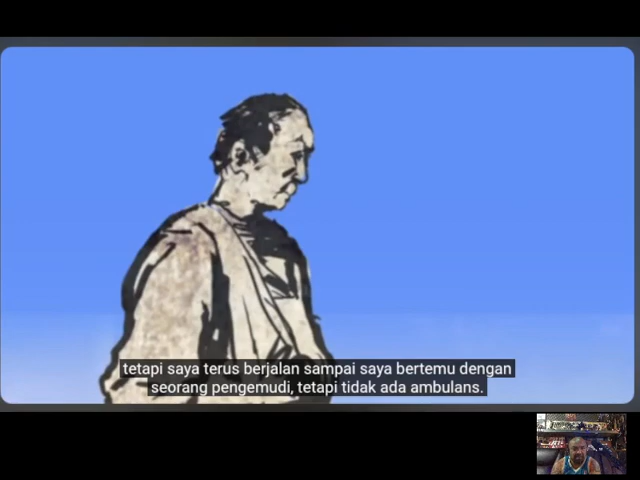 tetapi saya terus berjalan sampai saya bertemu dengan
seorang pengemudi, tetapi tidak ada ambulans.